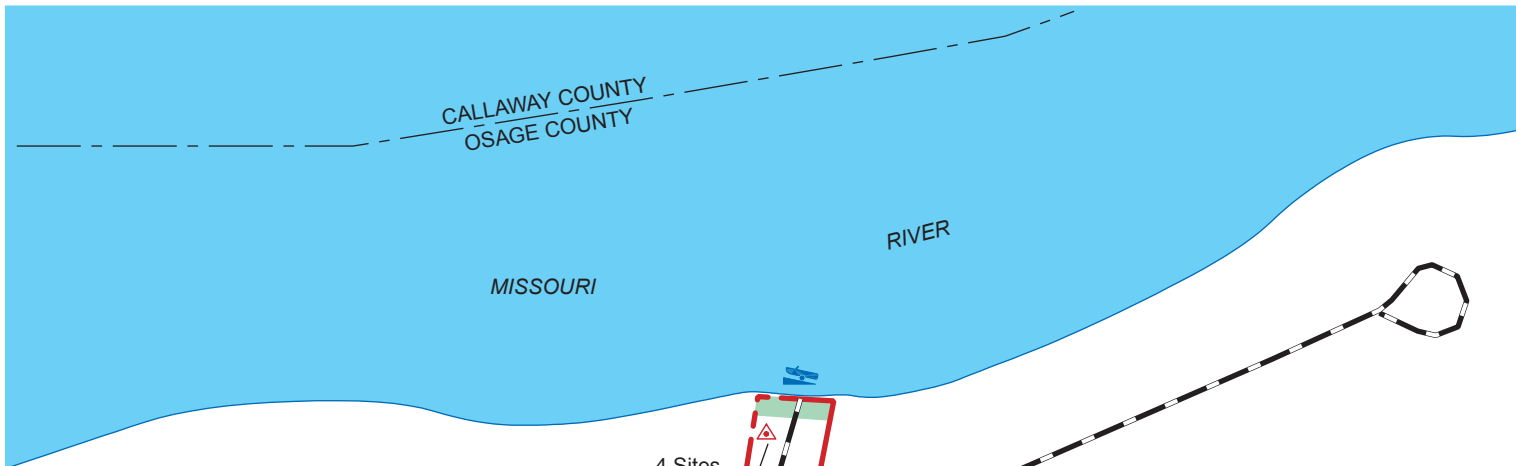 CALLAWAY COUNTY
OSAGE COUNTY
RIVER
MISSOURI
4 Sites